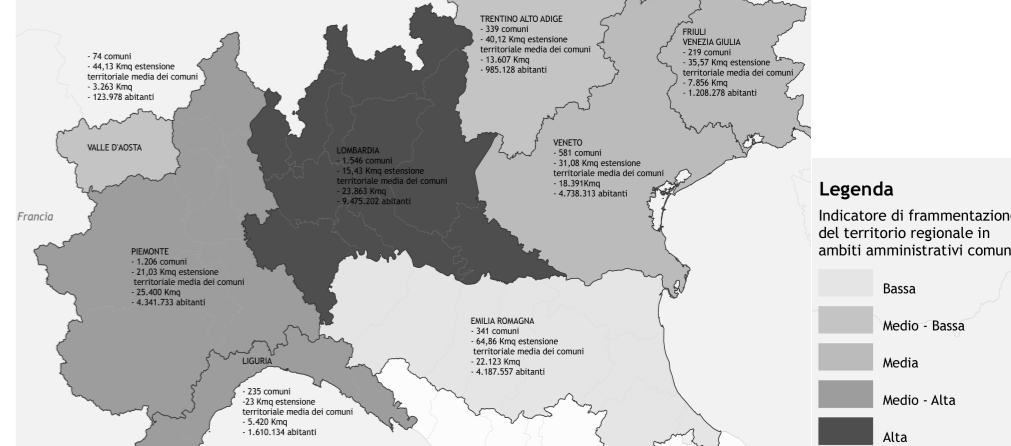 TRENTINO ALTO ADIGE
- 339 comuni
- 40,12 Kmq estensione
territoriale media dei comuni
- 13.607 Kmq
- 985.128 abitanti
FRIULI
VENEZIA GIULIA
- 219 comuni
- 35,57 Kmq estensione
territoriale media dei comuni
- 7.856 Kmq
- 1.208.278 abitanti
- 74 comuni
- 44,13 Kmq estensione
territoriale media dei comuni
- 3.263 Kmq
- 123.978 abitanti
VALLE D'AOSTA
LOMBARDIA
- 1.546 comuni
- 15,43 Kmq estensione
territoriale media dei comuni
- 23.863 Kmq
- 9.475.202 abitanti
VENETO
- 581 comuni
- 31,08 Kmq estensione
territoriale media dei comuni
- 18.391Kmq
- 4.738.313 abitanti
Francia
PIEMONTE
- 1.206 comuni
- 21,03 Kmq estensione
territoriale media dei comuni
- 25.400 Kmq
- 4.341.733 abitanti
EMILIA ROMAGNA
- 341 comuni
- 64,86 Kmq estensione
territoriale media dei comuni
- 22.123 Kmq
- 4.187.557 abitanti
LIGURIA
- 235 comuni
-23 Kmq estensione
territoriale media dei comuni
- 5.420 Kmq
- 1.610.134 abitanti
Legenda
Indicatore di frammentazione
del territorio regionale in
ambiti amministrativi comun
Bassa
Medio - Bassa
Media
Medio - Alta
Alta